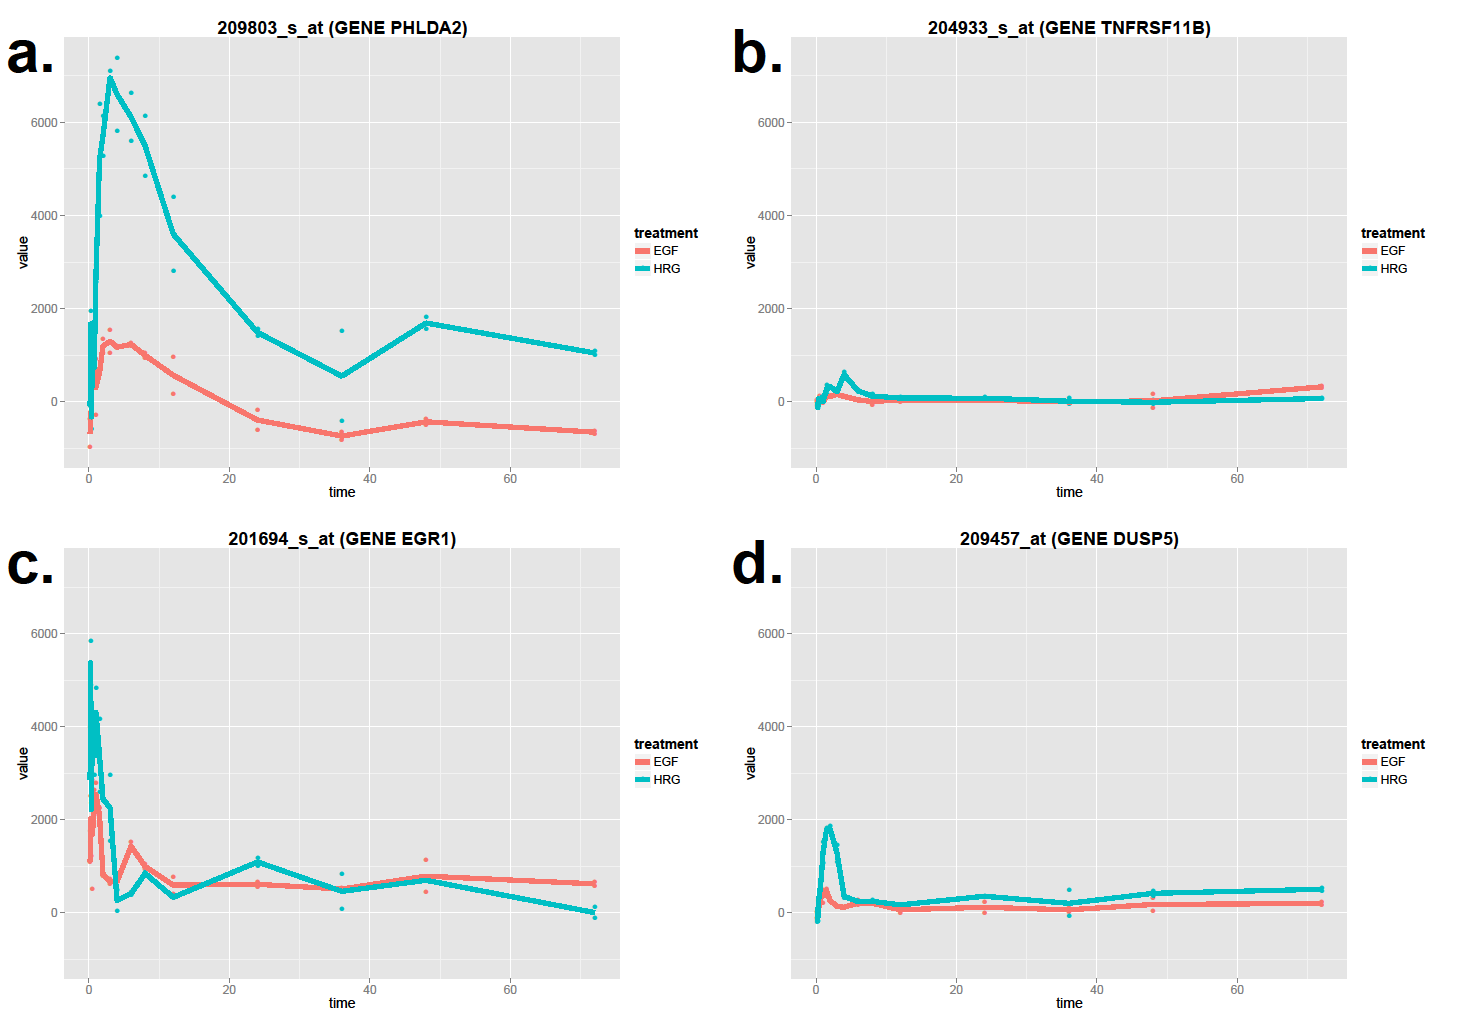 a.
209803_s_at (GENE PHLDA2)
value
6000
4000
2000
0
0 20 40 60
time
treatment
EGF
HRG
b.
204933_s_at (GENE TNFRSF11B)
value
6000
4000
2000
0
0 20 40 60
time
treatment
EGF
HRG
c.
201694_s_at (GENE EGR1)
value
6000
4000
2000
0
0 20 40 60
time
treatment
EGF
HRG
d.
209457_at (GENE DUSP5)
value
6000
4000
2000
0
0 20 40 60
time
treatment
EGF
HRG